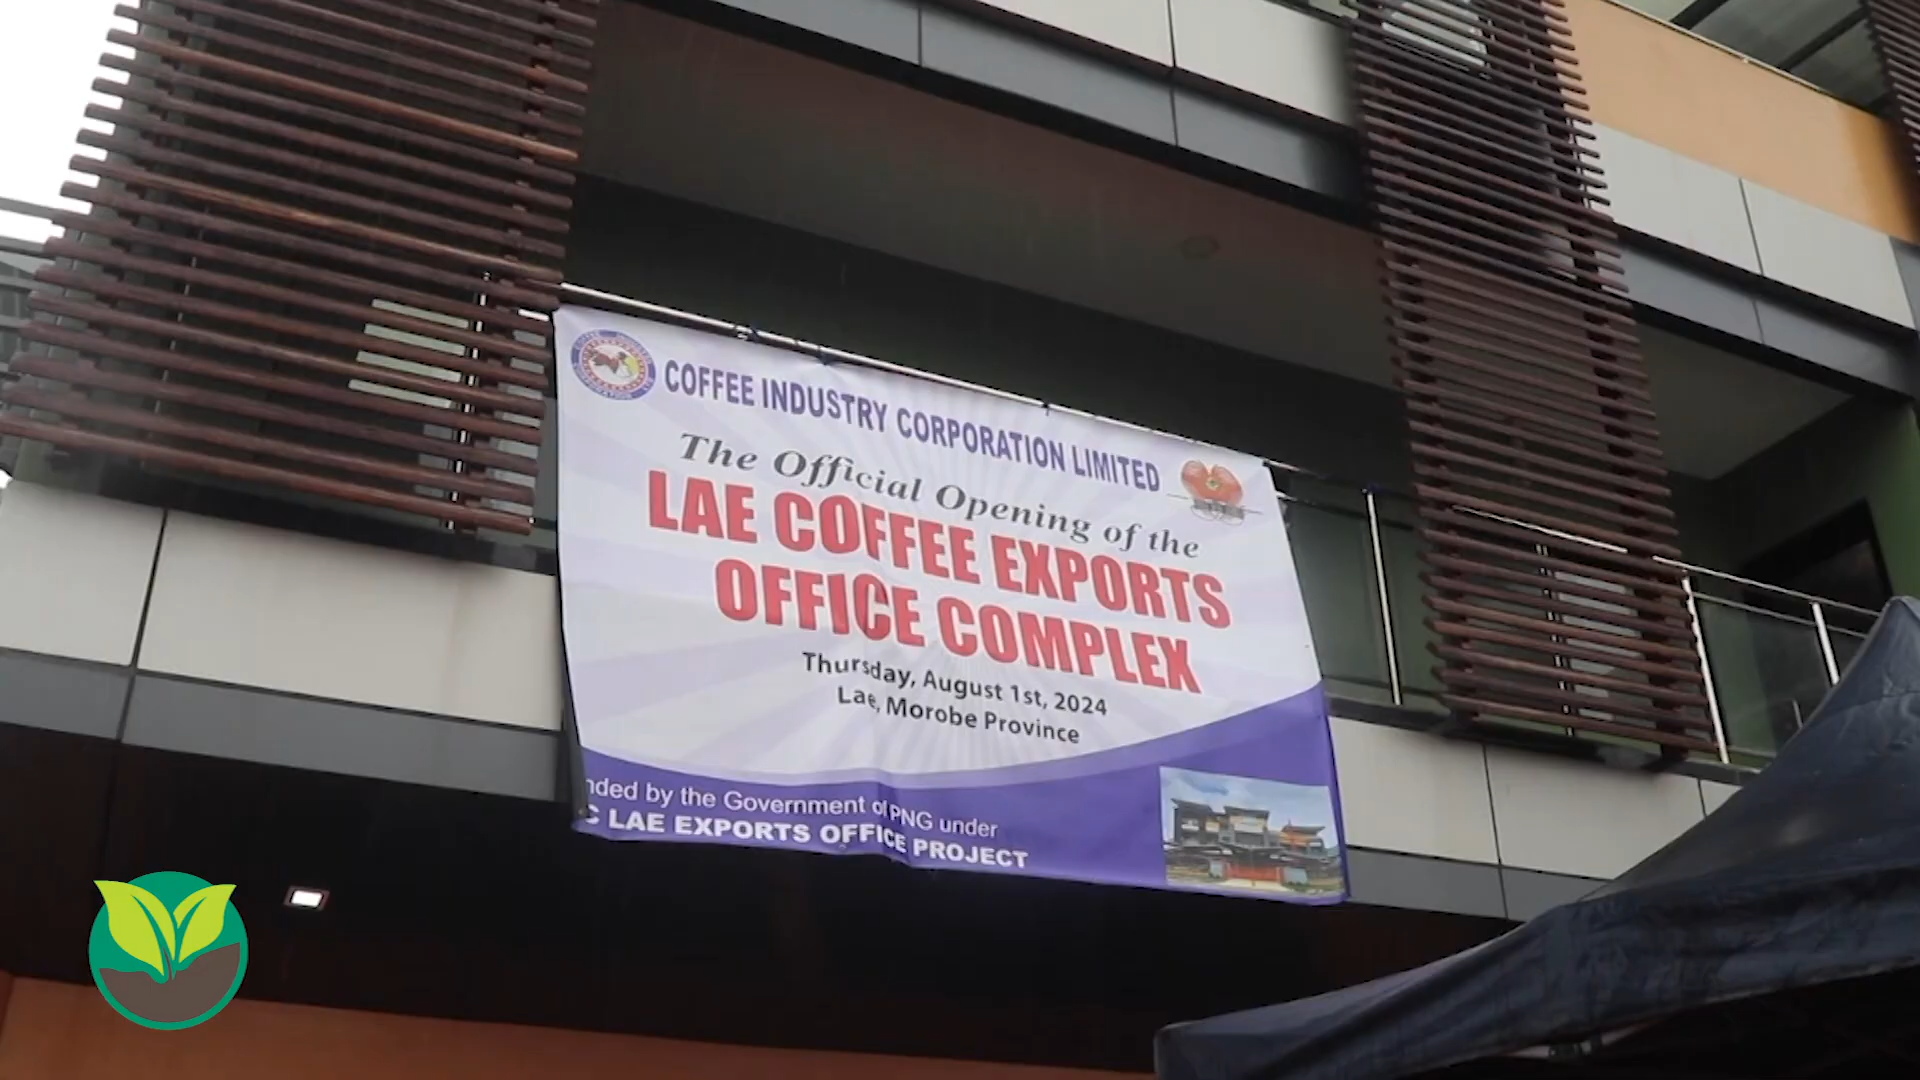 COFFEE INDUSTRY CORPORATION LIMITED
The Official Opening of the
LAE COFFEE EXPORTS
OFFICE COMPLEX
Thursday, August 1st, 2024
Lae, Morobe Province
nded by the Government of PNG under
C LAE EXPORTS OFFICE PROJECT